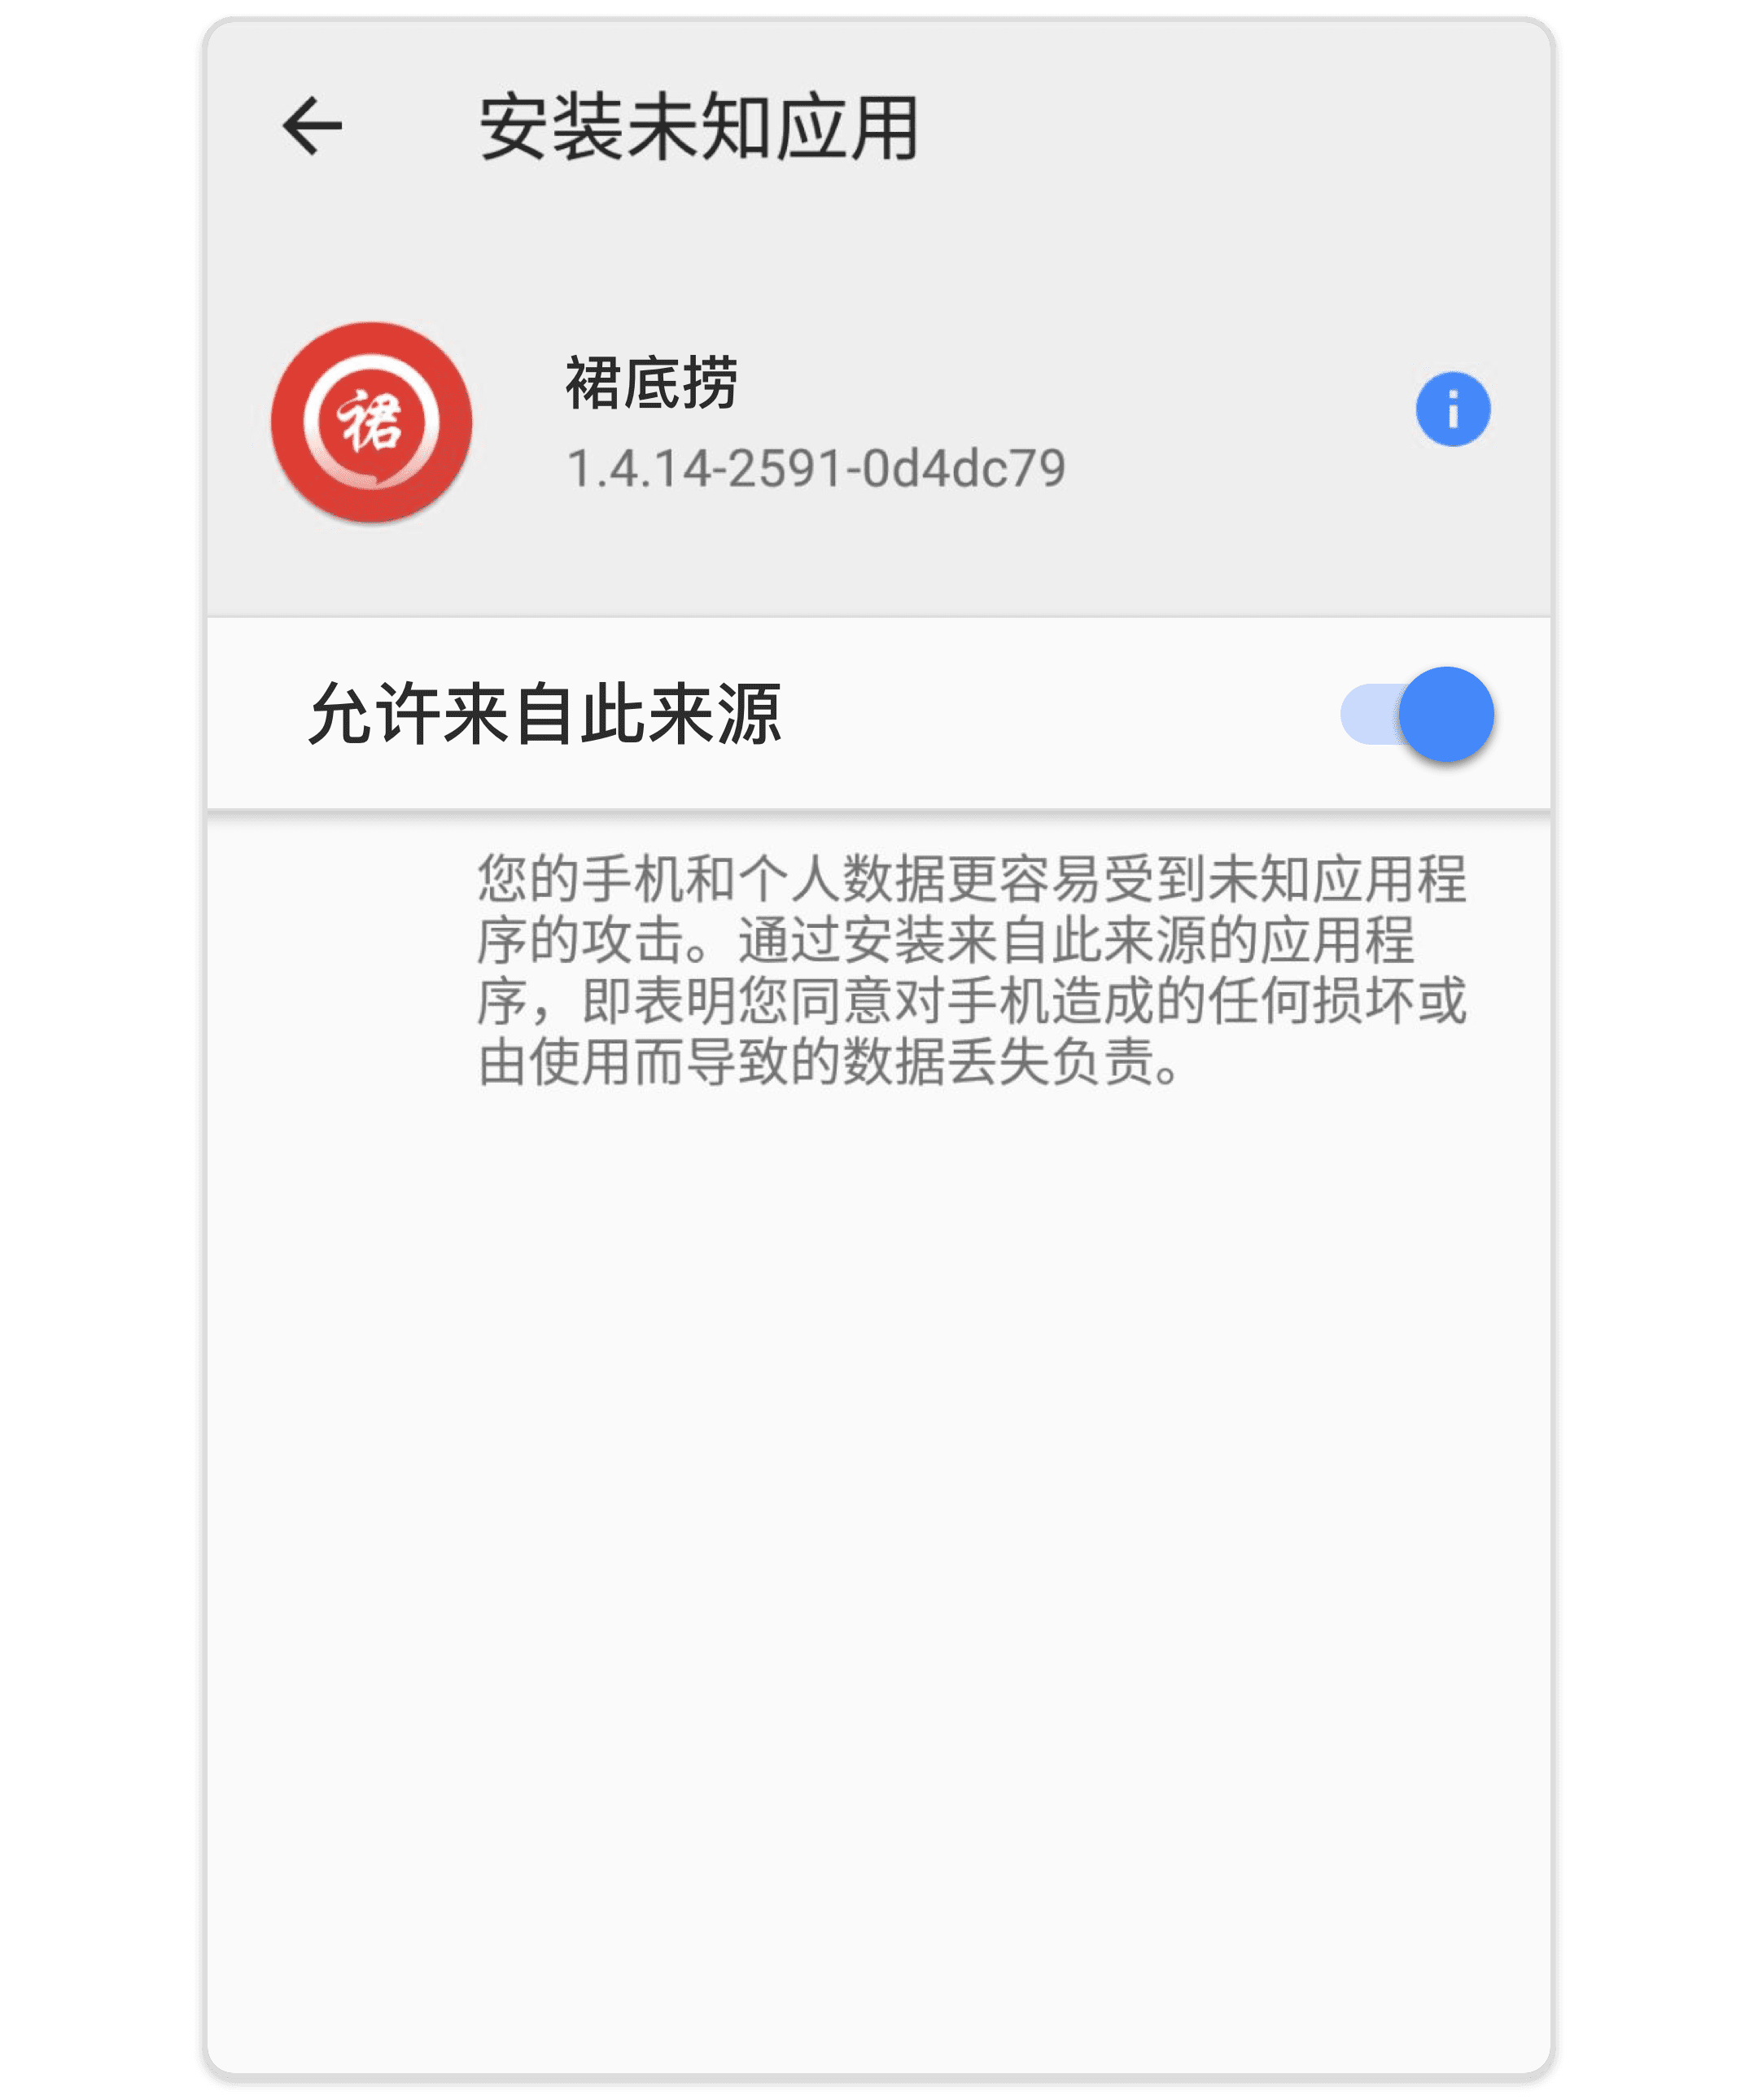 安装未知应用
裙
裙底捞
1.4.14-2591-0d4dc79
允许来自此来源
您的手机和个人数据更容易受到未知应用程
序的攻击。通过安装来自此来源的应用程
序，即表明您同意对手机造成的任何损坏或
由使用而导致的数据丢失负责。